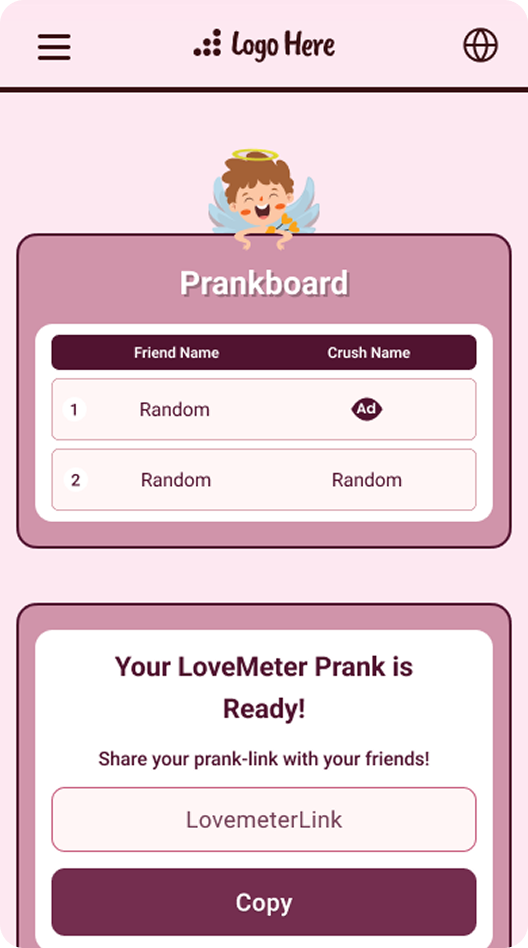 Logo Here
Prankboard
Friend Name Crush Name
1 Random Ad
2 Random Random
Your LoveMeter Prank is
Ready!
Share your prank-link with your friends!
LovemeterLink
Copy